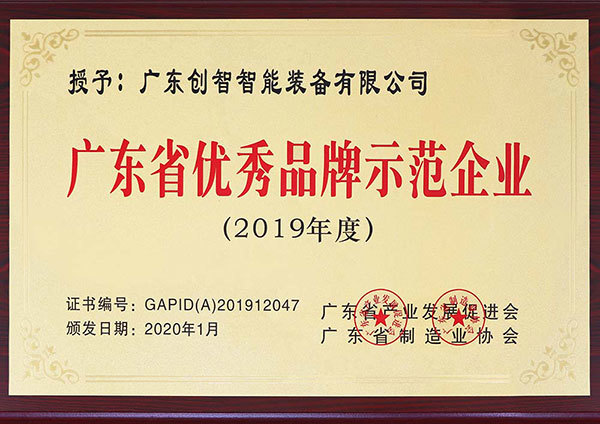 授予：广东创智智能装备有限公司
广东省优秀品牌示范企业
(2019年度)
证书编号：GAPID(A)201912047
颁发日期：2020年1月
广东省产业发展促进会
广东省制造业协会